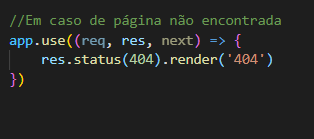 //Em caso de página não encontrada
app.use((req, res, next) => {
    res.status(404).render('404')
})